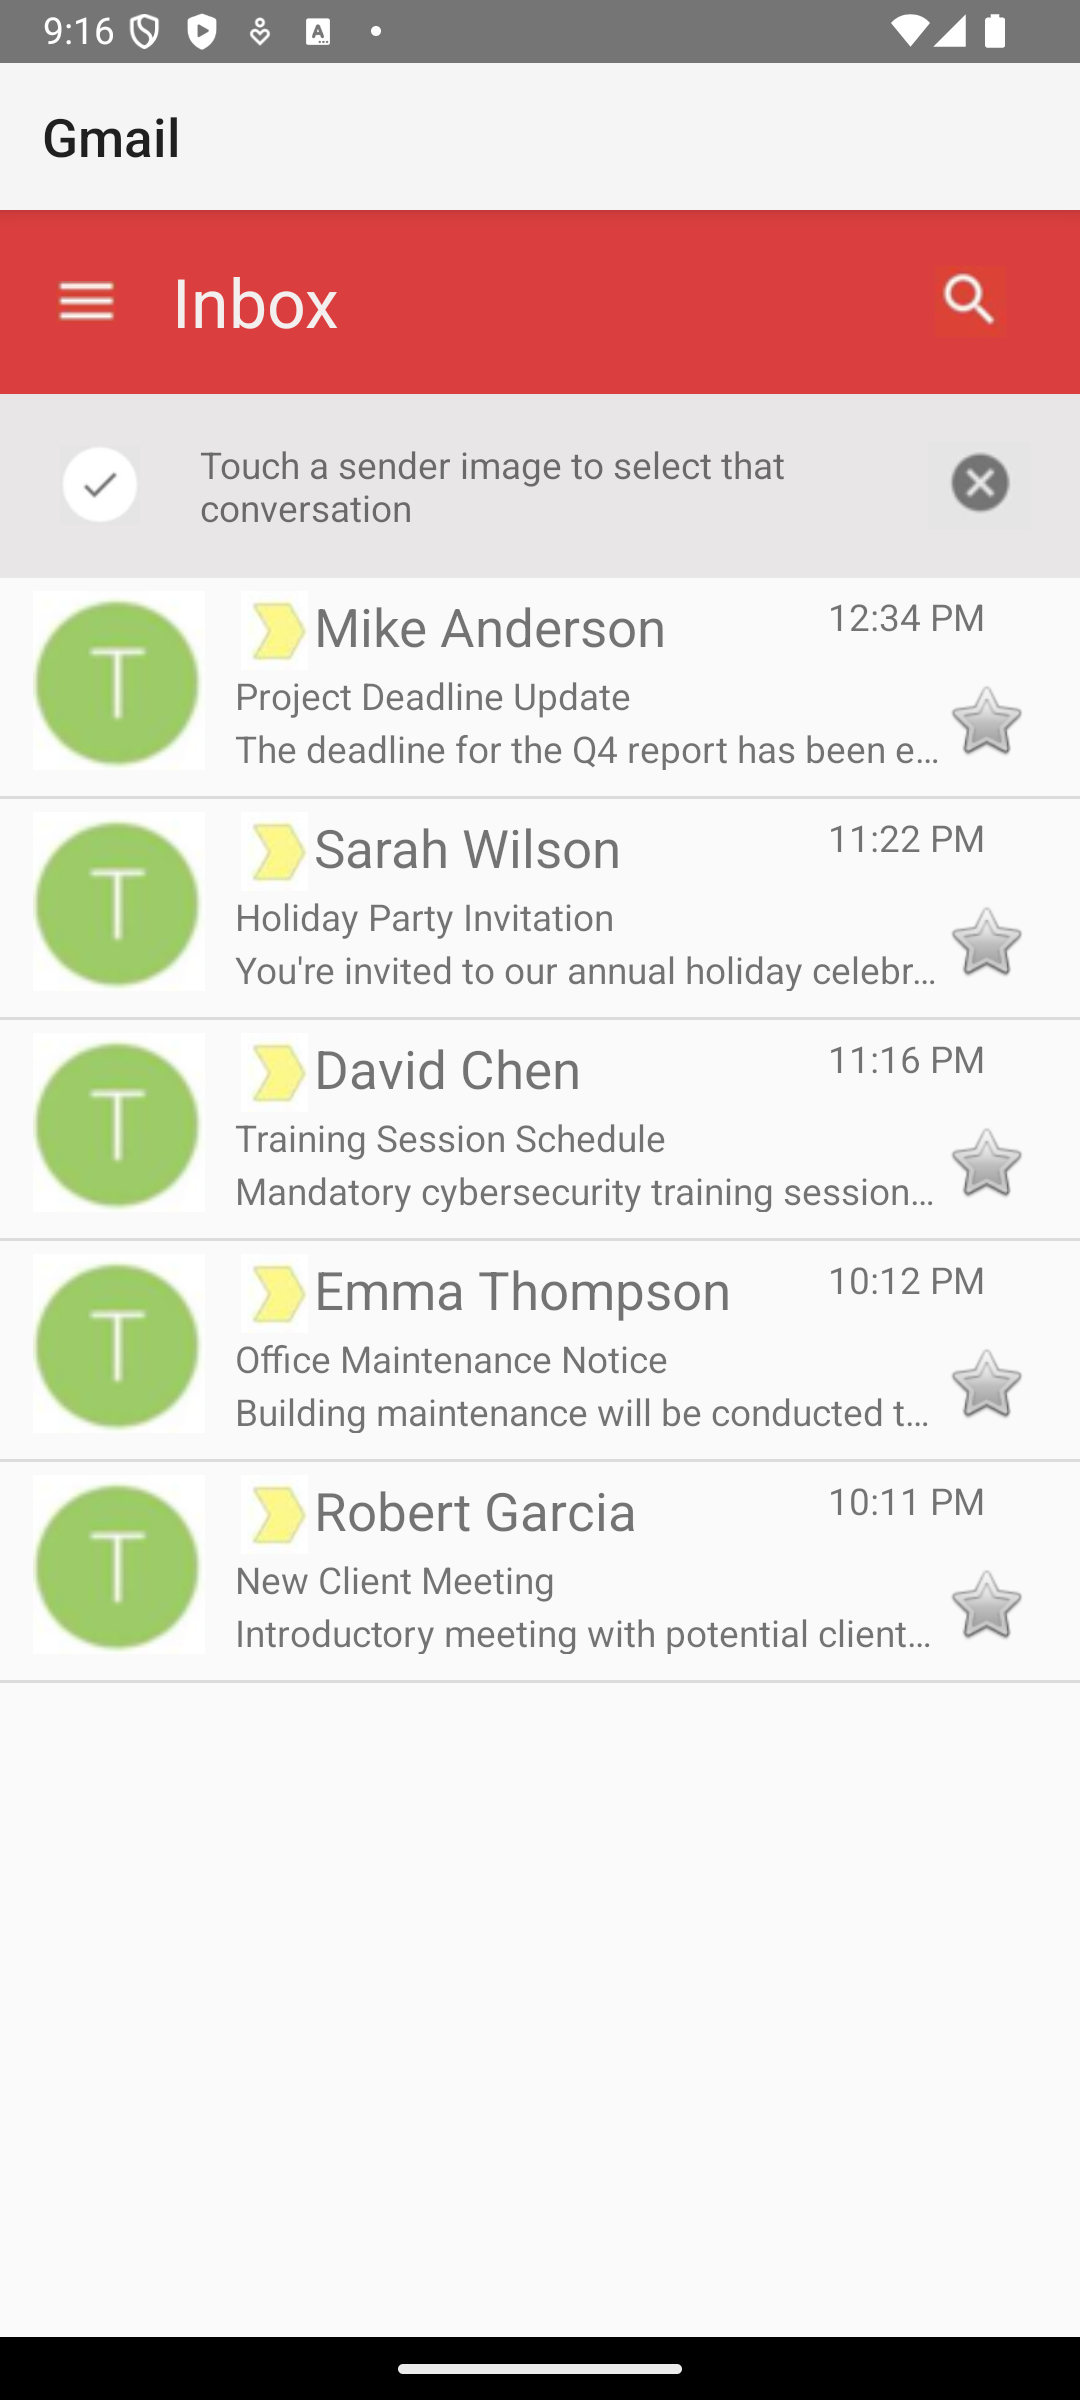 9:16
Gmail
Inbox
Touch a sender image to select that
conversation
T
Mike Anderson
12:34 PM
Project Deadline Update
The deadline for the Q4 report has been e...
T
Sarah Wilson
11:22 PM
Holiday Party Invitation
You're invited to our annual holiday celebr...
T
David Chen
11:16 PM
Training Session Schedule
Mandatory cybersecurity training session...
T
Emma Thompson
10:12 PM
Office Maintenance Notice
Building maintenance will be conducted t...
T
Robert Garcia
10:11 PM
New Client Meeting
Introductory meeting with potential client...